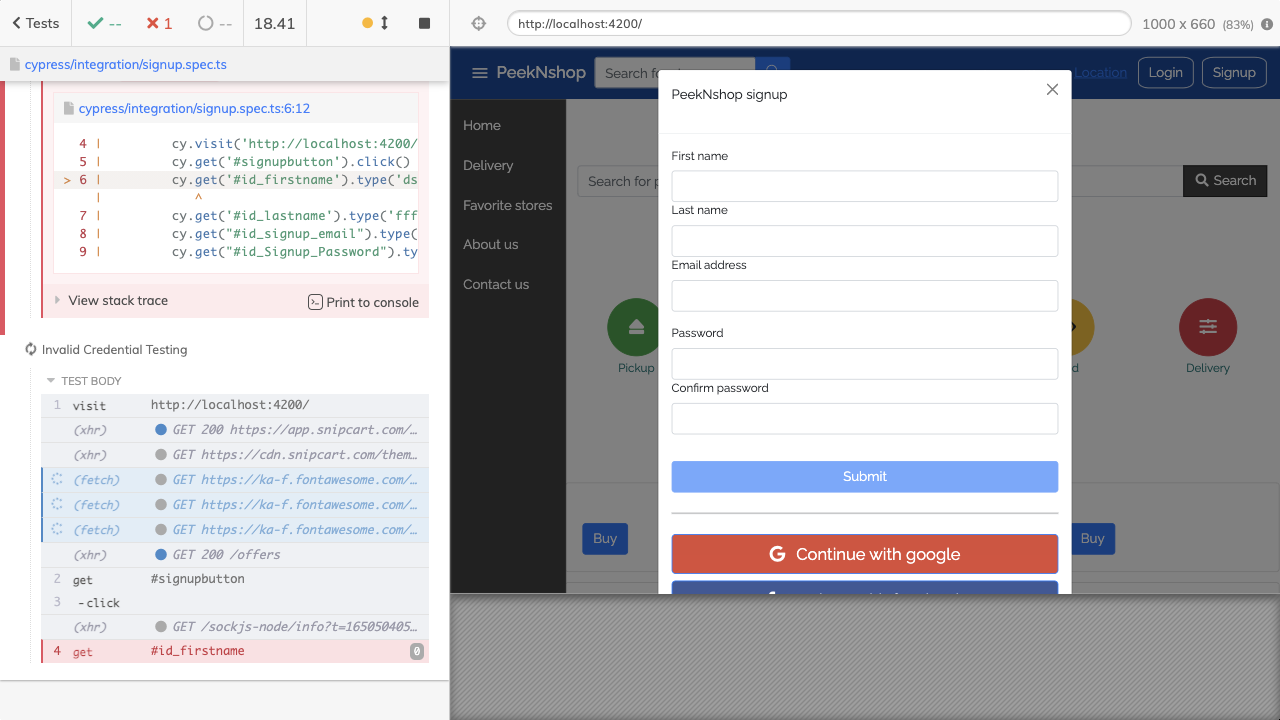 Tests
--
1
--
18.41
cypress/integration/signup.spec.ts
cypress/integration/signup.spec.ts:6:12
4 | cy.visit('http://localhost:4200/
5 | cy.get('#signupbutton').click()
> 6 | cy.get('#id_firstname').type('ds
| ^
7 | cy.get('#id_lastname').type('fff
8 | cy.get("#id_signup_email").type(
9 | cy.get("#id_Signup_Password").ty
View stack trace
Print to console
Invalid Credential Testing
TEST BODY
1 visit http://localhost:4200/
(xhr) GET 200 https://app.snipcart.com/…
(xhr) GET https://cdn.snipcart.com/them…
(fetch) GET https://ka-f.fontawesome.com/…
(fetch) GET https://ka-f.fontawesome.com/…
(fetch) GET https://ka-f.fontawesome.com/…
(xhr) GET 200 /offers
2 get #signupbutton
3 -click
(xhr) GET /sockjs-node/info?t=165050405…
4 get #id_firstname 0
http://localhost:4200/
1000 x 660 (83%)
PeekNshop
Search fo
Location
Login
Signup
Home
Delivery
Favorite stores
About us
Contact us
Search for p
Search
Pickup
d
Delivery
Buy
Buy
PeekNshop signup
First name
Last name
Email address
Password
Confirm password
Submit
Continue with google